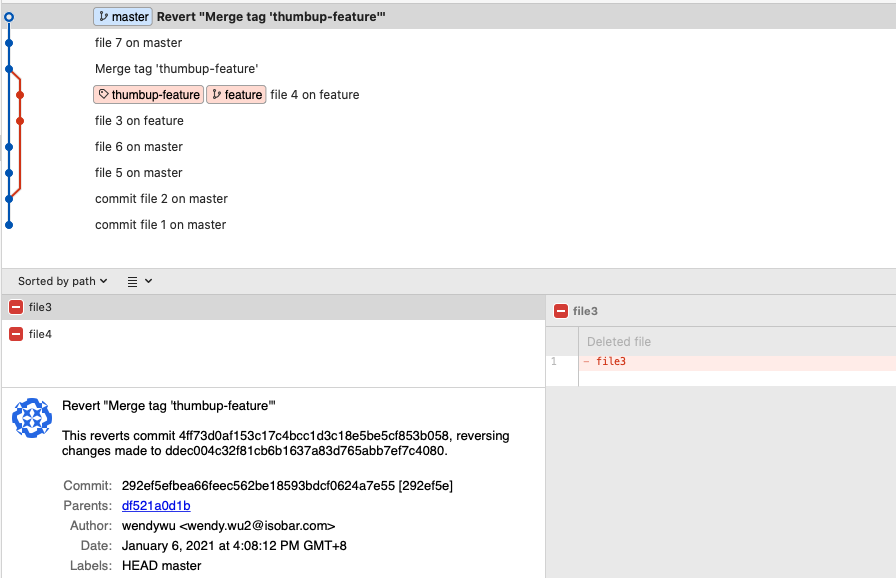 master Revert "Merge tag 'thumbup-feature'"
file 7 on master
Merge tag 'thumbup-feature'
thumbup-feature feature file 4 on feature
file 3 on feature
file 6 on master
file 5 on master
commit file 2 on master
commit file 1 on master
Sorted by path
file3
file4
file3
Deleted file
1 - file3
Revert "Merge tag 'thumbup-feature'"
This reverts commit 4ff73d0af153c17c4bcc1d3c18e5be5cf853b058, reversing
changes made to ddec004c32f81cb6b1637a83d765abb7ef7c4080.
Commit: 292ef5efbea66feec562be18593bdcf0624a7e55 [292ef5e]
Parents: df521a0d1b
Author: wendywu <wendy.wu2@isobar.com>
Date: January 6, 2021 at 4:08:12 PM GMT+8
Labels: HEAD master